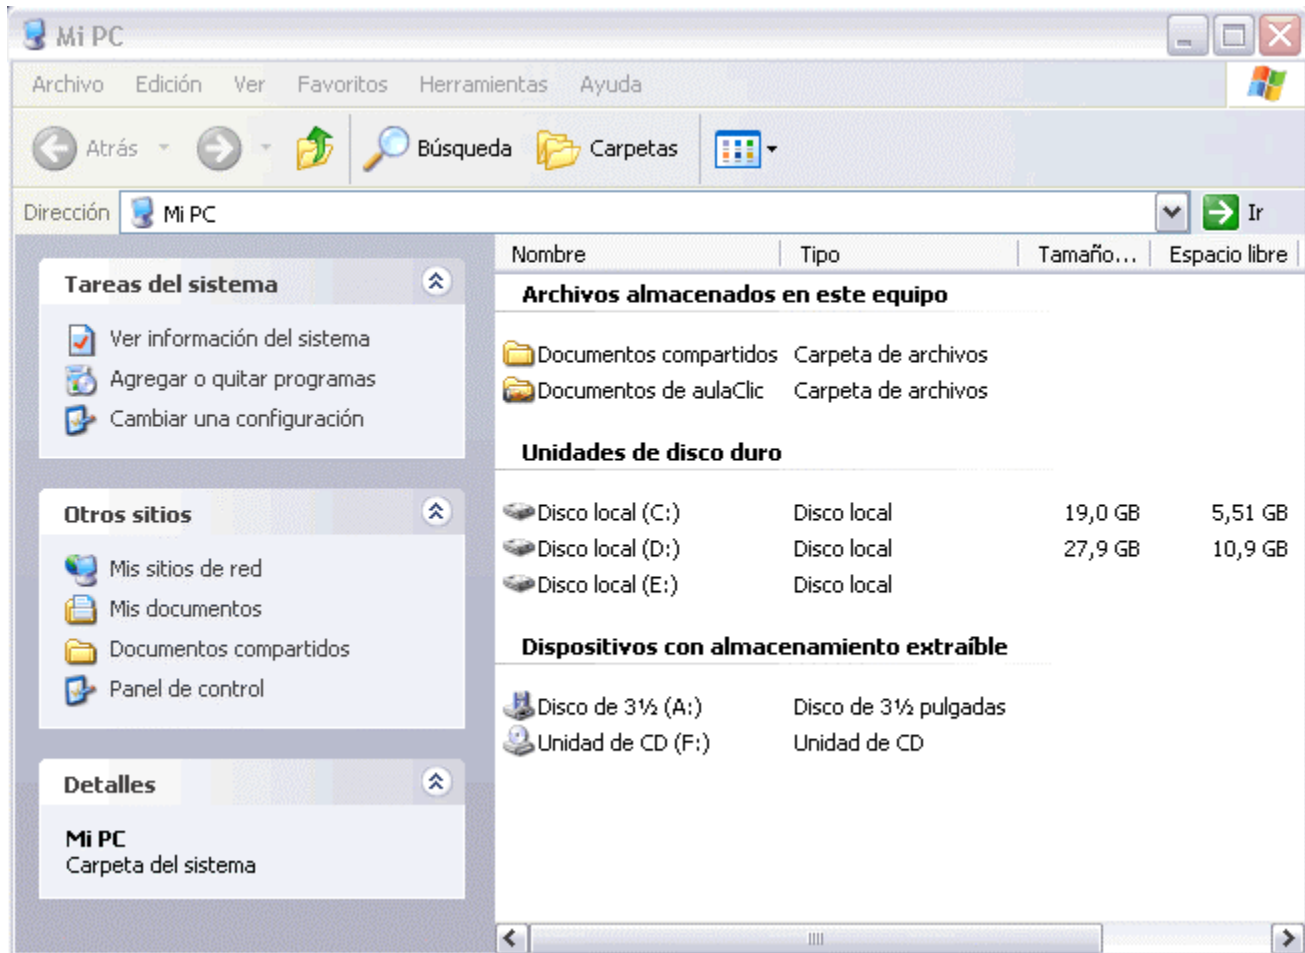 Mi PC
Archivo Edición Ver Favoritos Herramientas Ayuda
Atrás Búsqueda Carpetas
Dirección Mi PC Ir
Nombre Tipo Tamaño... Espacio libre
Tareas del sistema
Ver información del sistema
Agregar o quitar programas
Cambiar una configuración
Otros sitios
Mis sitios de red
Mis documentos
Documentos compartidos
Panel de control
Detalles
Mi PC
Carpeta del sistema
Archivos almacenados en este equipo
Documentos compartidos Carpeta de archivos
Documentos de aulaClic Carpeta de archivos
Unidades de disco duro
Disco local (C:) Disco local 19,0 GB 5,51 GB
Disco local (D:) Disco local 27,9 GB 10,9 GB
Disco local (E:) Disco local
Dispositivos con almacenamiento extraíble
Disco de 3½ (A:) Disco de 3½ pulgadas
Unidad de CD (F:) Unidad de CD